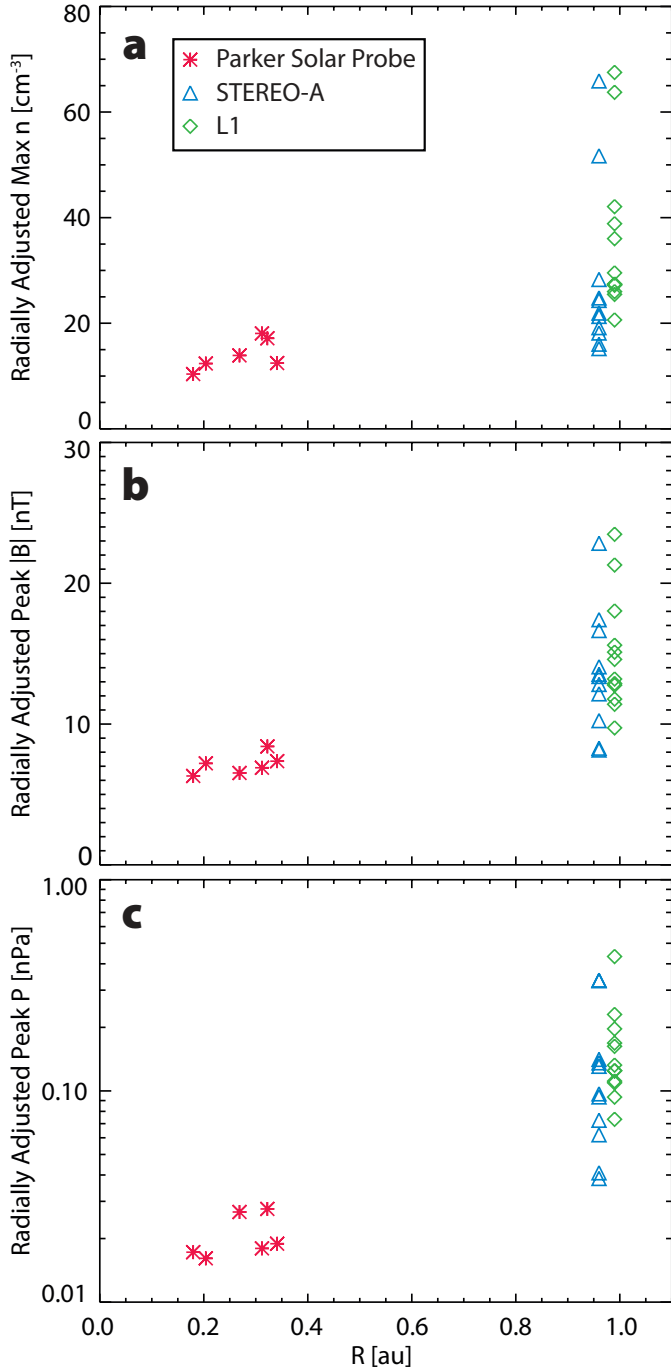 a
Parker Solar Probe
STEREO-A
L1
Radially Adjusted Max n [cm⁻³]
80
60
40
20
0
b
Radially Adjusted Peak |B| [nT]
30
20
10
0
c
Radially Adjusted Peak P [nPa]
1.00
0.10
0.01
0.0 0.2 0.4 0.6 0.8 1.0
R [au]